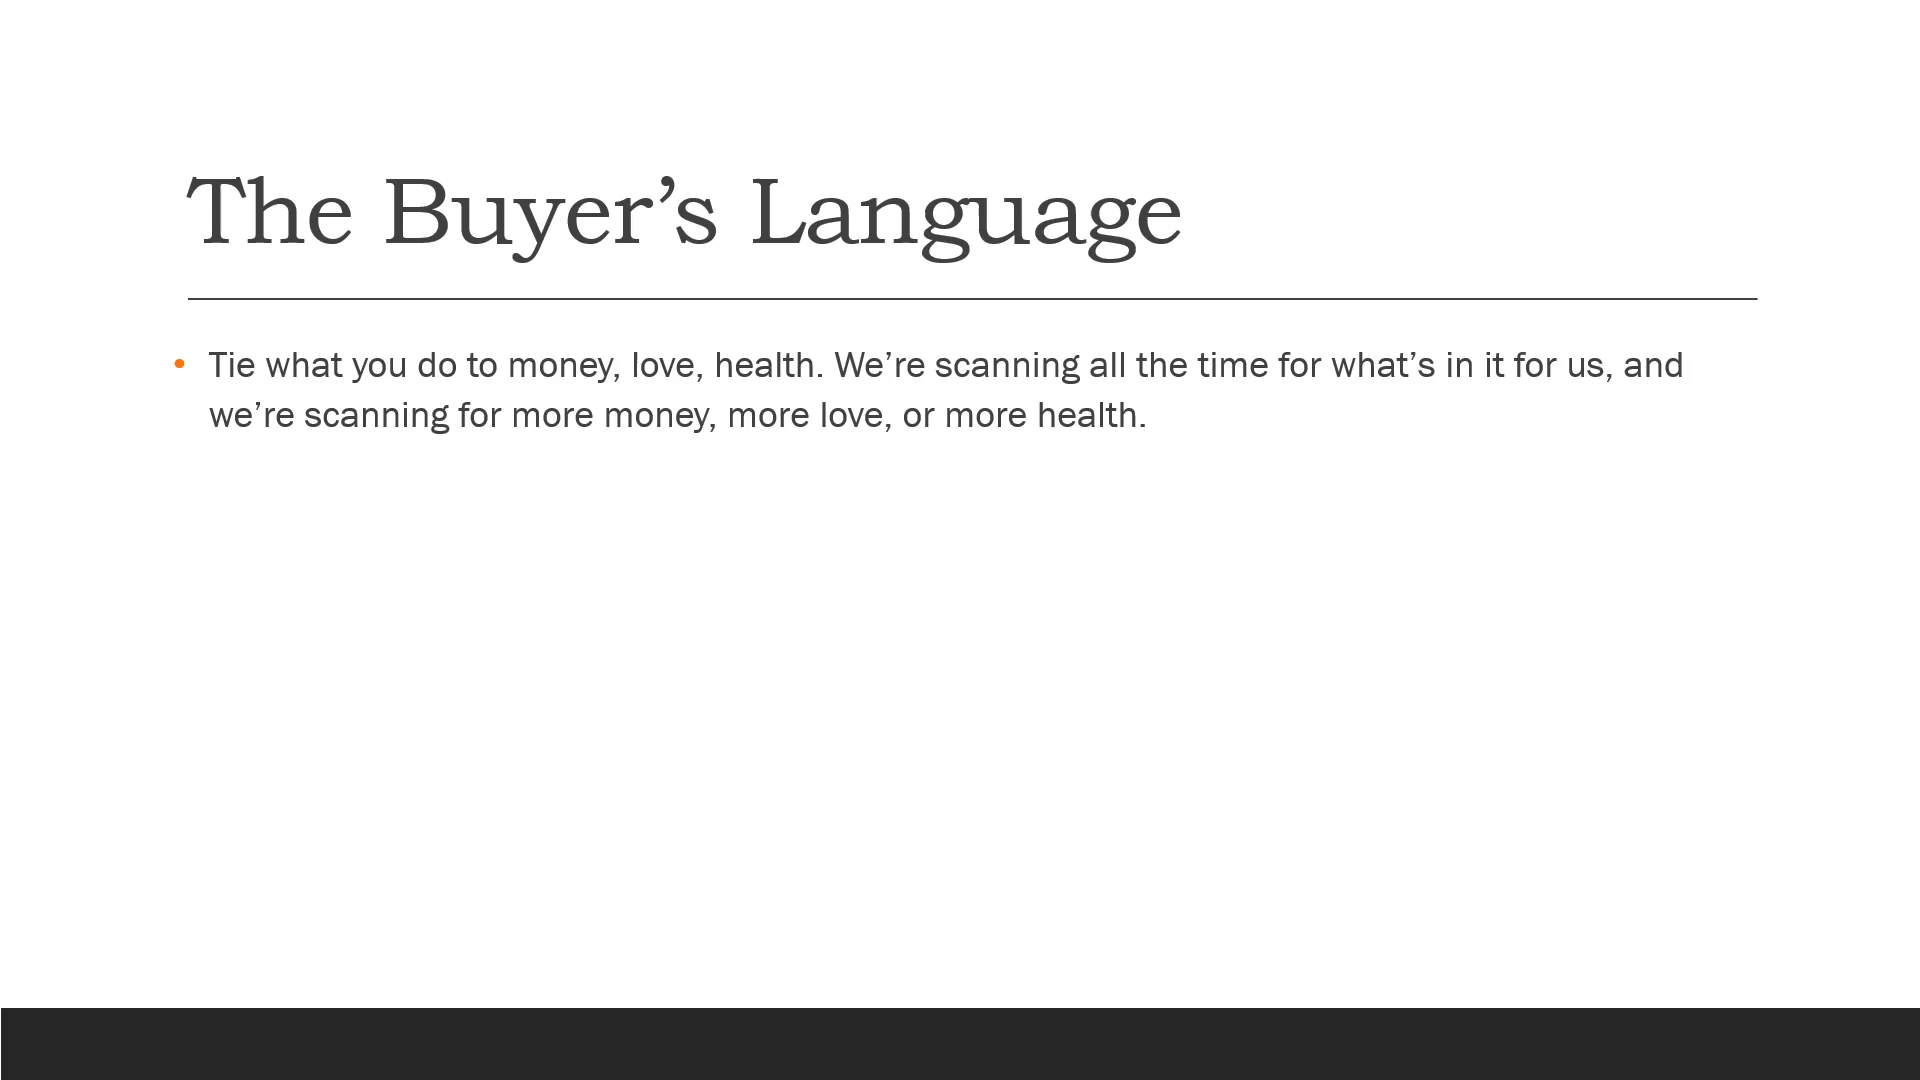 The Buyer’s Language
• Tie what you do to money, love, health. We’re scanning all the time for what’s in it for us, and
we’re scanning for more money, more love, or more health.